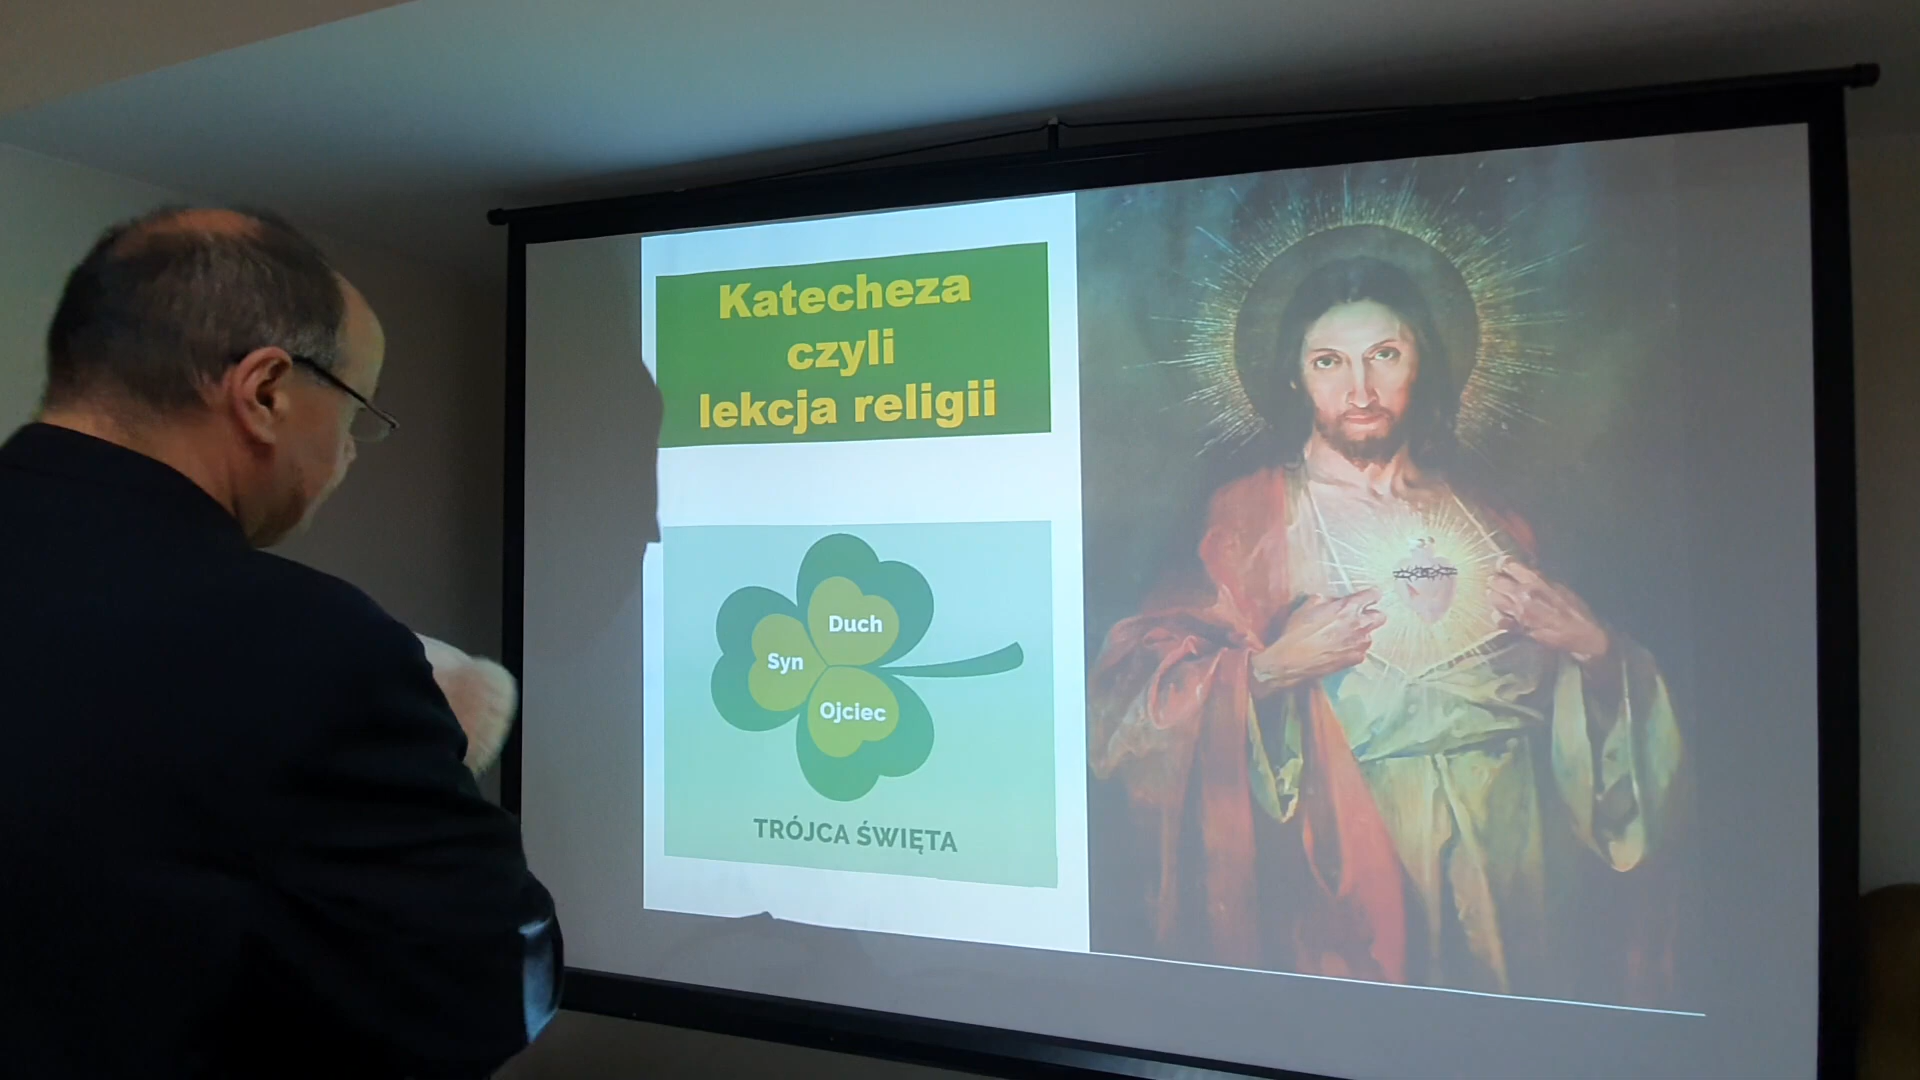 Katecheza
czyli
lekcja religii
Duch
Syn
Ojciec
TRÓJCA ŚWIĘTA